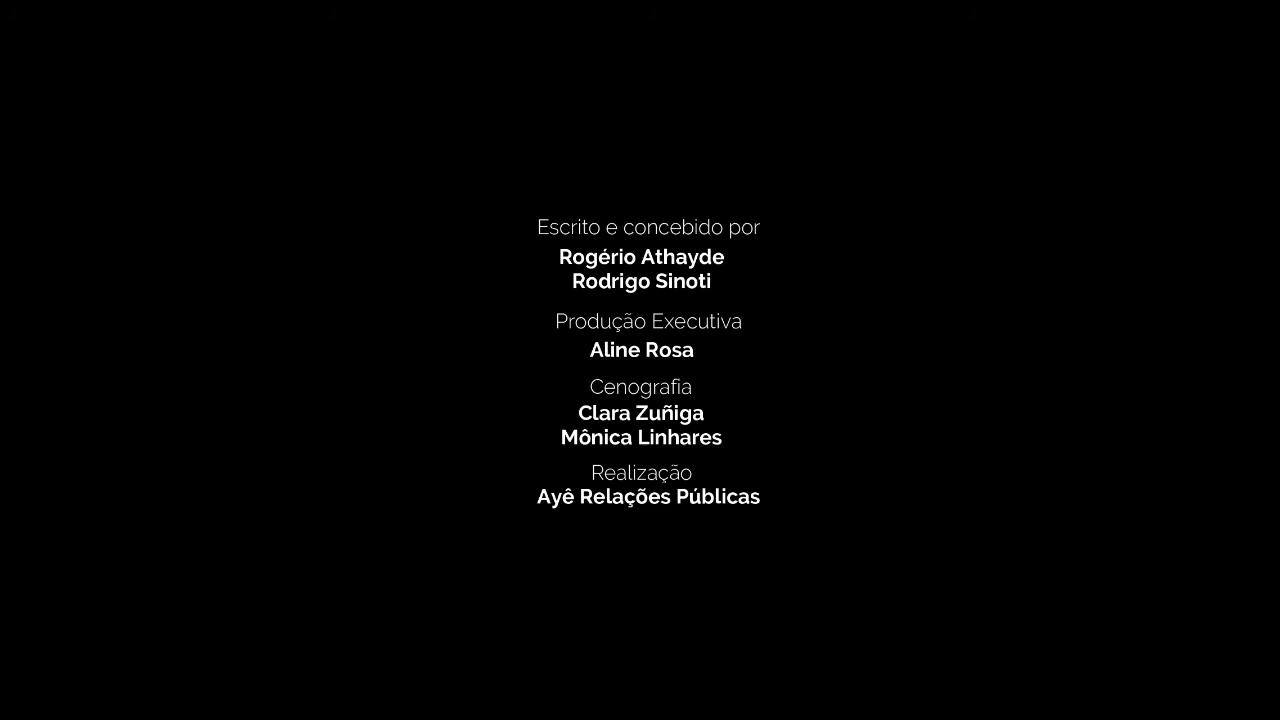 Escrito e concebido por
Rogério Athayde
Rodrigo Sinoti
Produção Executiva
Aline Rosa
Cenografia
Clara Zuñiga
Mônica Linhares
Realização
Ayê Relações Públicas